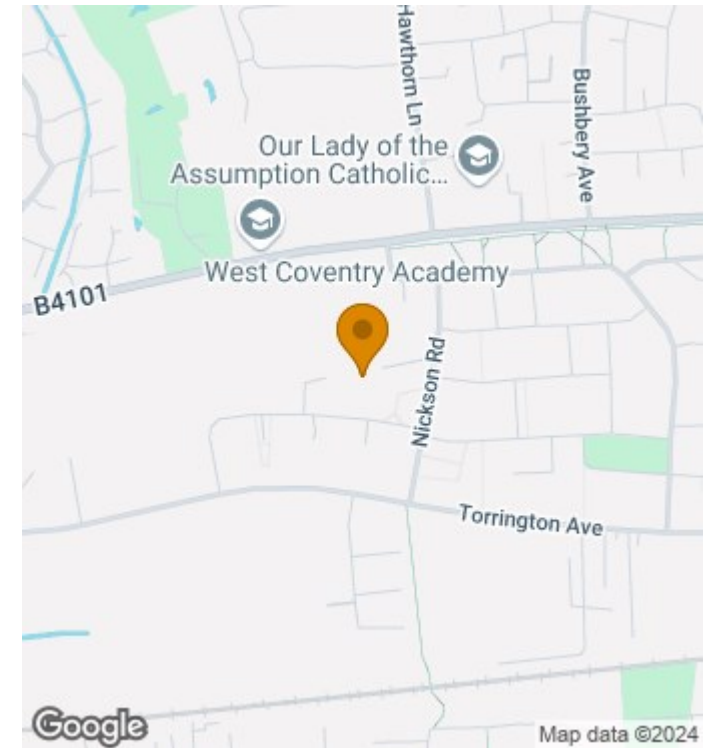 Hawthorn Ln
Bushbery Ave
Our Lady of the
Assumption Catholic...
West Coventry Academy
B4101
Nickson Rd
Torrington Ave
Google
Map data ©2024